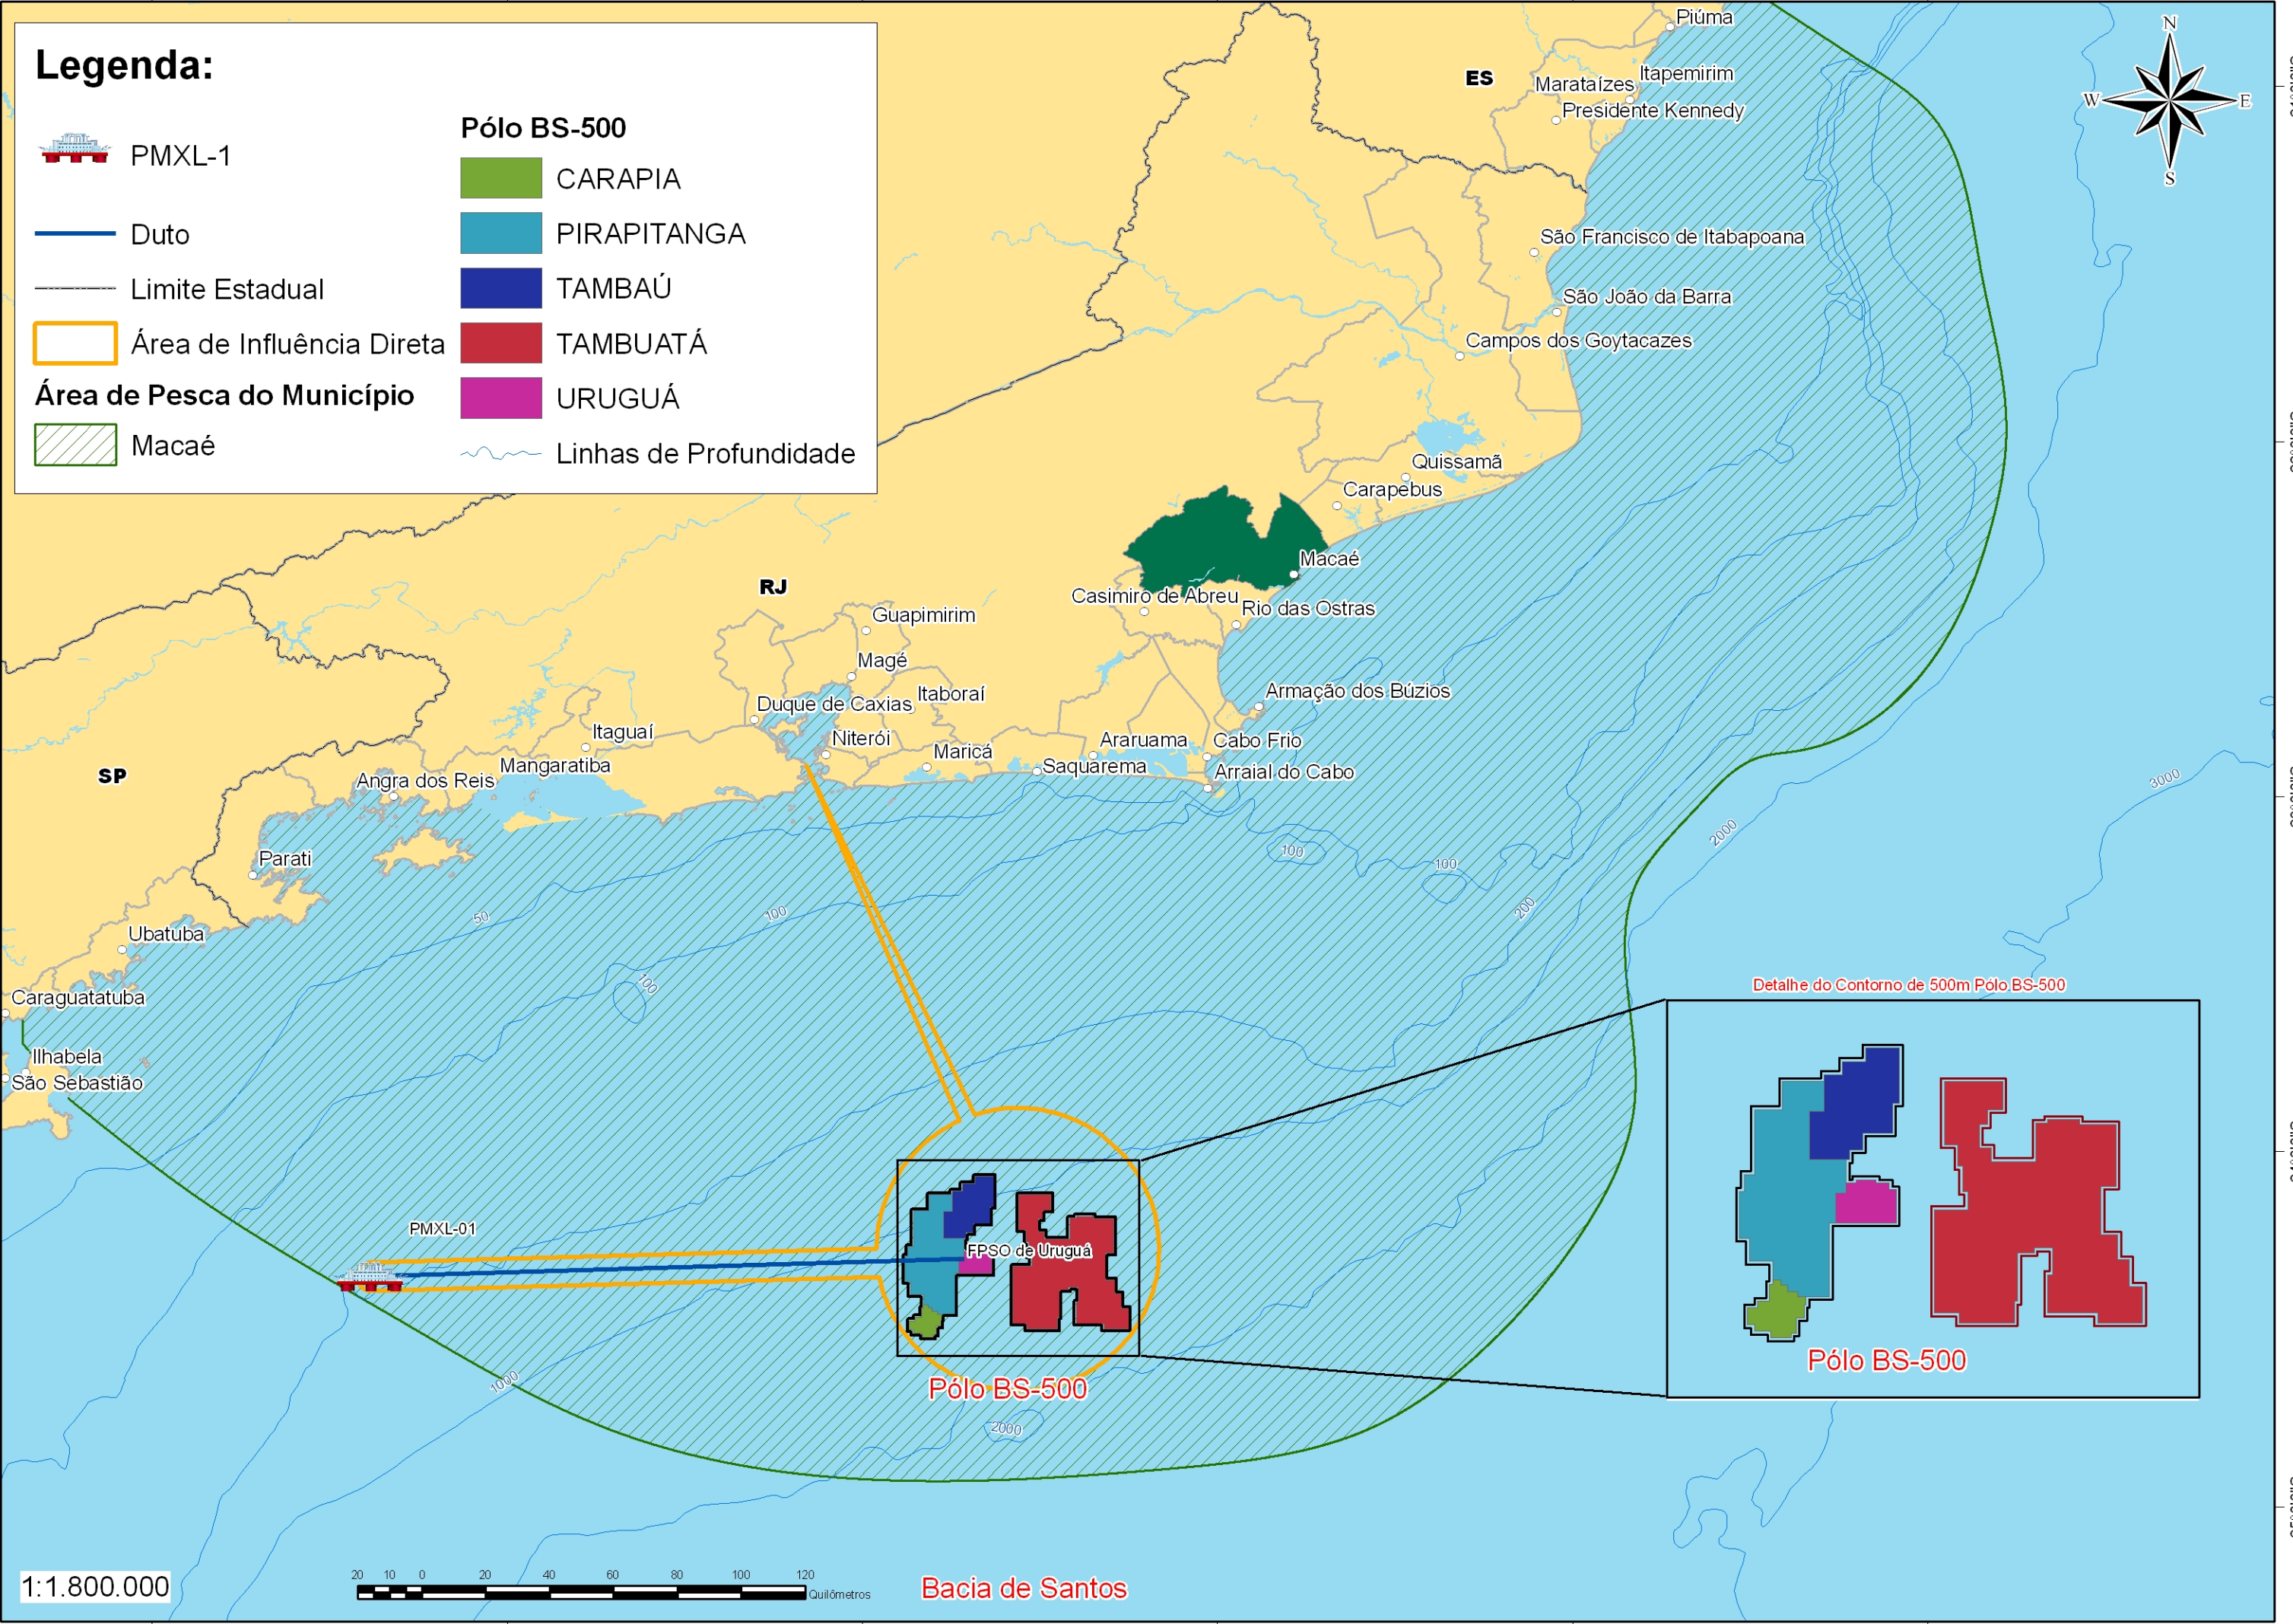 Legenda:
PMXL-1
Duto
Limite Estadual
Área de Influência Direta
Área de Pesca do Município
Macaé
Pólo BS-500
CARAPIA
PIRAPITANGA
TAMBAÚ
TAMBUATÁ
URUGUÁ
Linhas de Profundidade
N
W
E
S
ES
Piúma
Itapemirim
Marataízes
Presidente Kennedy
São Francisco de Itabapoana
São João da Barra
Campos dos Goytacazes
Quissamã
Carapebus
Macaé
Casimiro de Abreu
Rio das Ostras
RJ
Guapimirim
Magé
Itaboraí
Duque de Caxias
Niterói
Maricá
Armação dos Búzios
Araruama
Cabo Frio
Saquarema
Arraial do Cabo
Itaguaí
Mangaratiba
Angra dos Reis
SP
Parati
Ubatuba
Caraguatatuba
Ilhabela
São Sebastião
3000
2000
100
100
200
50
100
100
1000
2000
Detalhe do Contorno de 500m Pólo BS-500
Pólo BS-500
PMXL-01
FPSO de Uruguá
Pólo BS-500
1:1.800.000
20 10 0 20 40 60 80 100 120
Quilômetros
Bacia de Santos